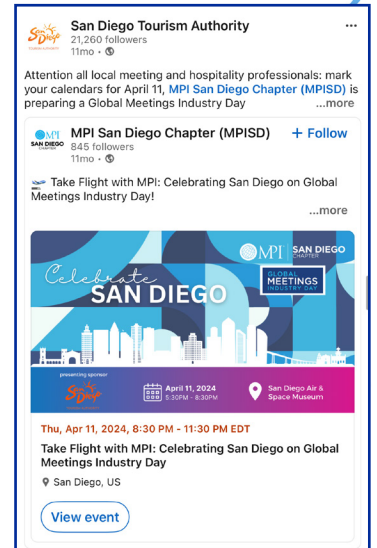 San Diego Tourism Authority
21,260 followers
11mo •
Attention all local meeting and hospitality professionals: mark
your calendars for April 11, MPI San Diego Chapter (MPISD) is
preparing a Global Meetings Industry Day ...more
MPI San Diego Chapter (MPISD) + Follow
845 followers
11mo •
Take Flight with MPI: Celebrating San Diego on Global
Meetings Industry Day!
...more
MPI SAN DIEGO
CHAPTER
GLOBAL
MEETINGS
INDUSTRY DAY
Celebrate
SAN DIEGO
presenting sponsor
San Diego
April 11, 2024
5:30PM - 8:30PM
San Diego Air &
Space Museum
Thu, Apr 11, 2024, 8:30 PM - 11:30 PM EDT
Take Flight with MPI: Celebrating San Diego on Global
Meetings Industry Day
San Diego, US
View event